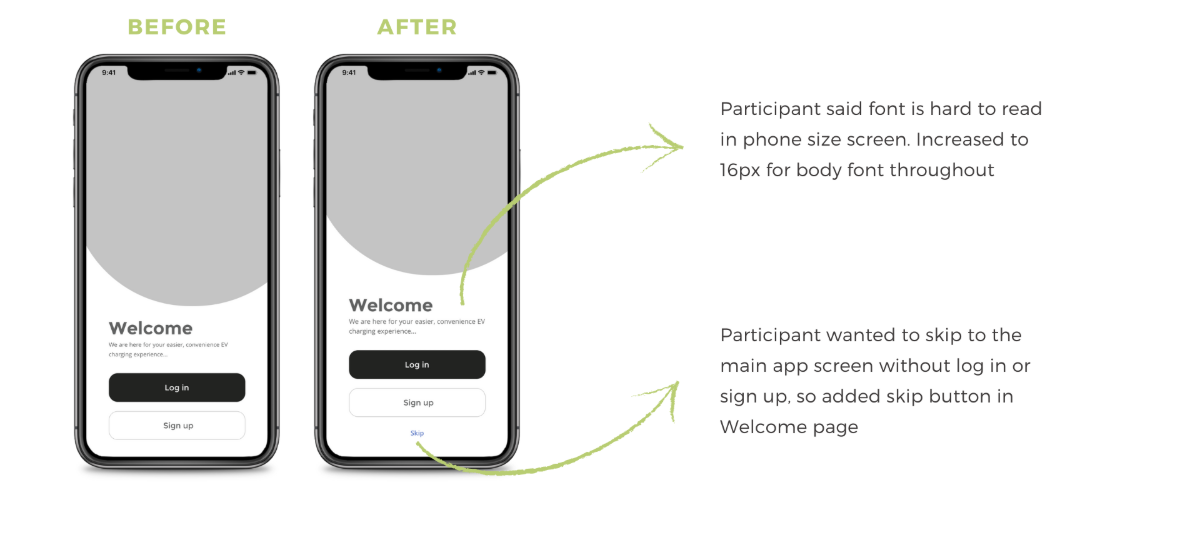 BEFORE
AFTER
9:41
Welcome
We are here for your easier, convenience EV
charging experience...
Log in
Sign up
9:41
Welcome
We are here for your easier, convenience EV
charging experience...
Log in
Sign up
Skip
Participant said font is hard to read
in phone size screen. Increased to
16px for body font throughout
Participant wanted to skip to the
main app screen without log in or
sign up, so added skip button in
Welcome page